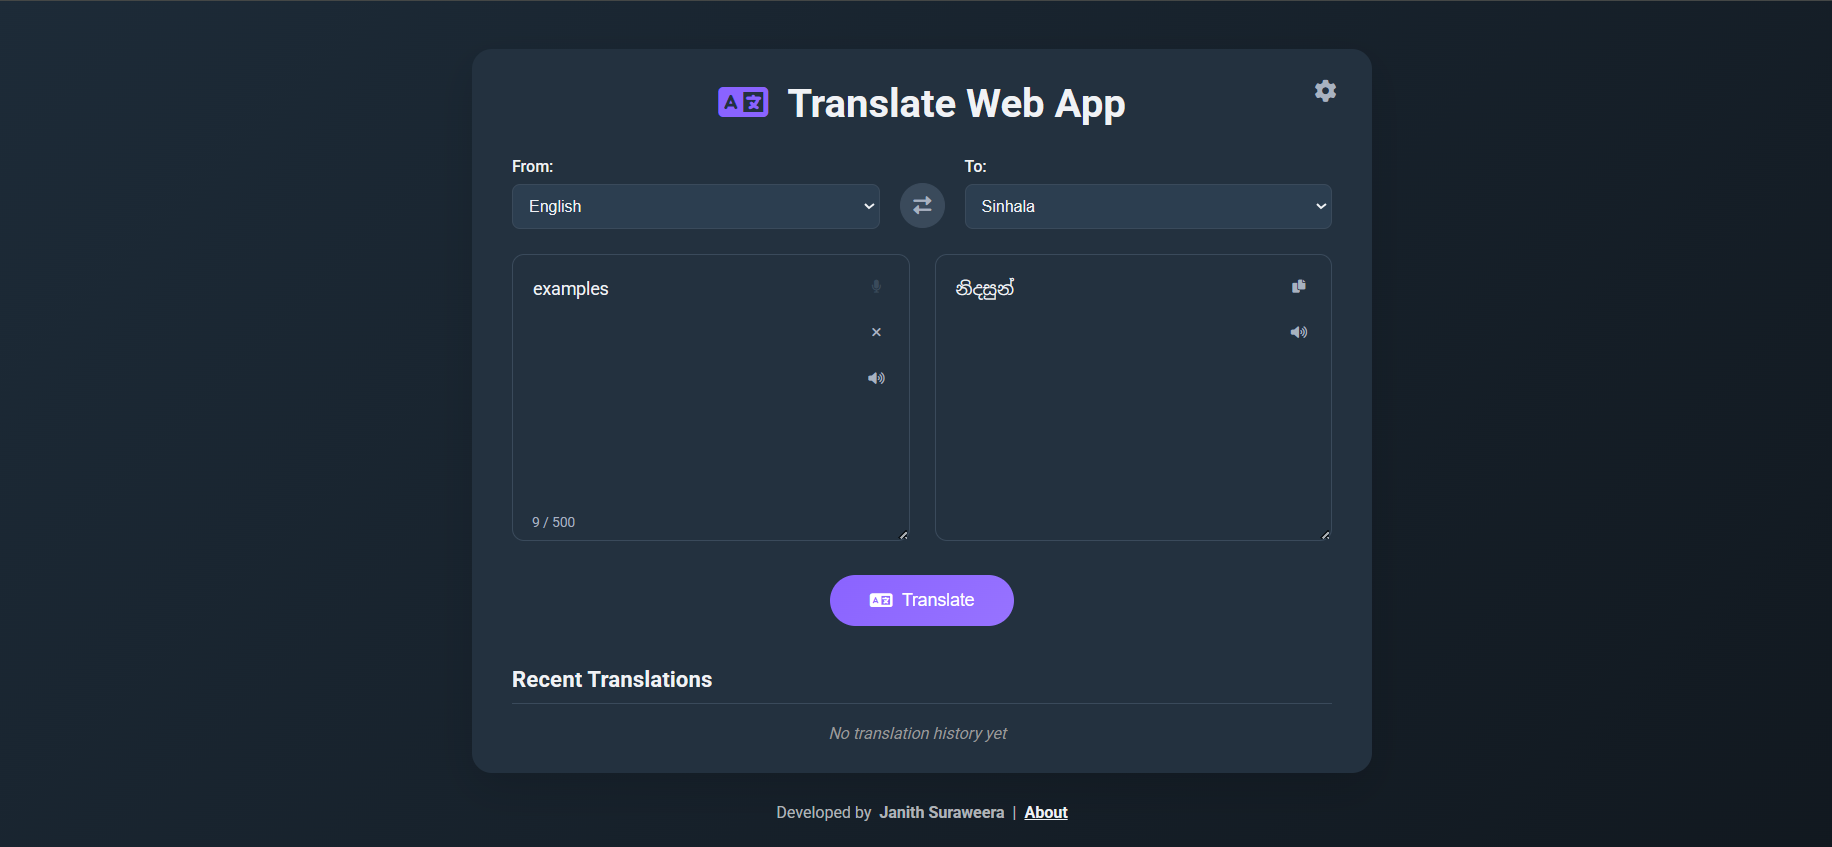 Translate Web App
From:
To:
English
Sinhala
examples
නිදසුන්
9 / 500
Translate
Recent Translations
No translation history yet
Developed by Janith Suraweera | About